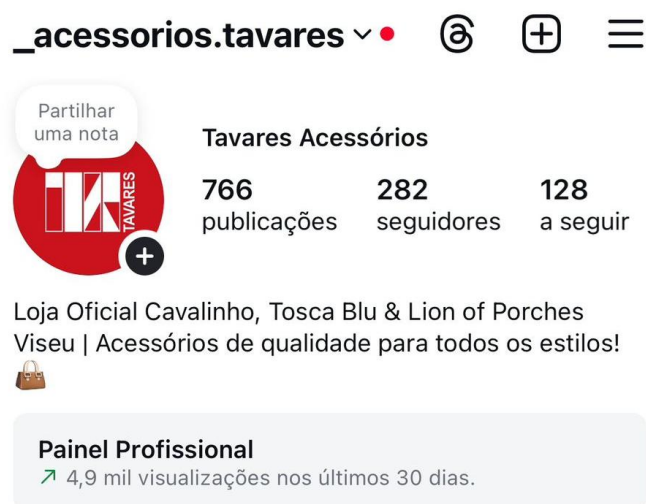 _acessorios.tavares
Partilhar
uma nota
Tavares Acessórios
766 282 128
publicações seguidores a seguir
TAVARES
Loja Oficial Cavalinho, Tosca Blu & Lion of Porches
Viseu | Acessórios de qualidade para todos os estilos!
Painel Profissional
4,9 mil visualizações nos últimos 30 dias.